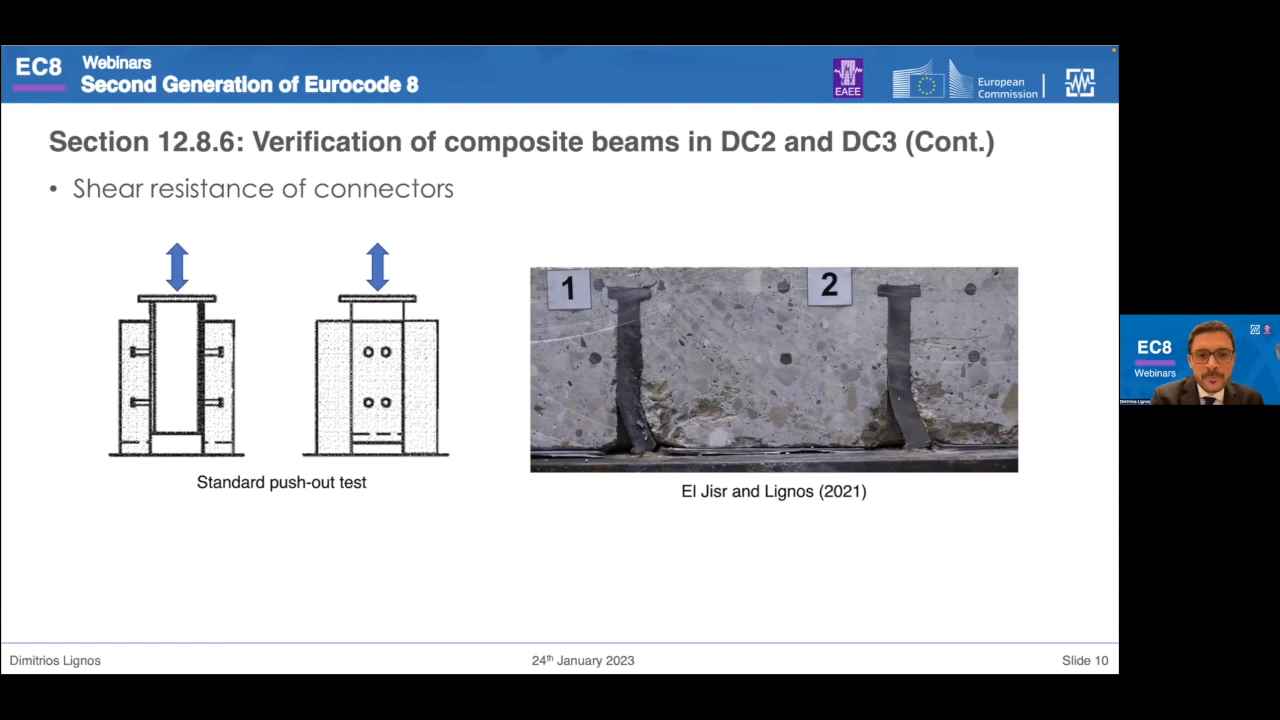 EC8
Webinars
Second Generation of Eurocode 8
EAEE
European
Commission
Section 12.8.6: Verification of composite beams in DC2 and DC3 (Cont.)
• Shear resistance of connectors
1
2
Standard push-out test
El Jisr and Lignos (2021)
EC8
Webinars
Dimitrios Lignos
Dimitrios Lignos
24th January 2023
Slide 10